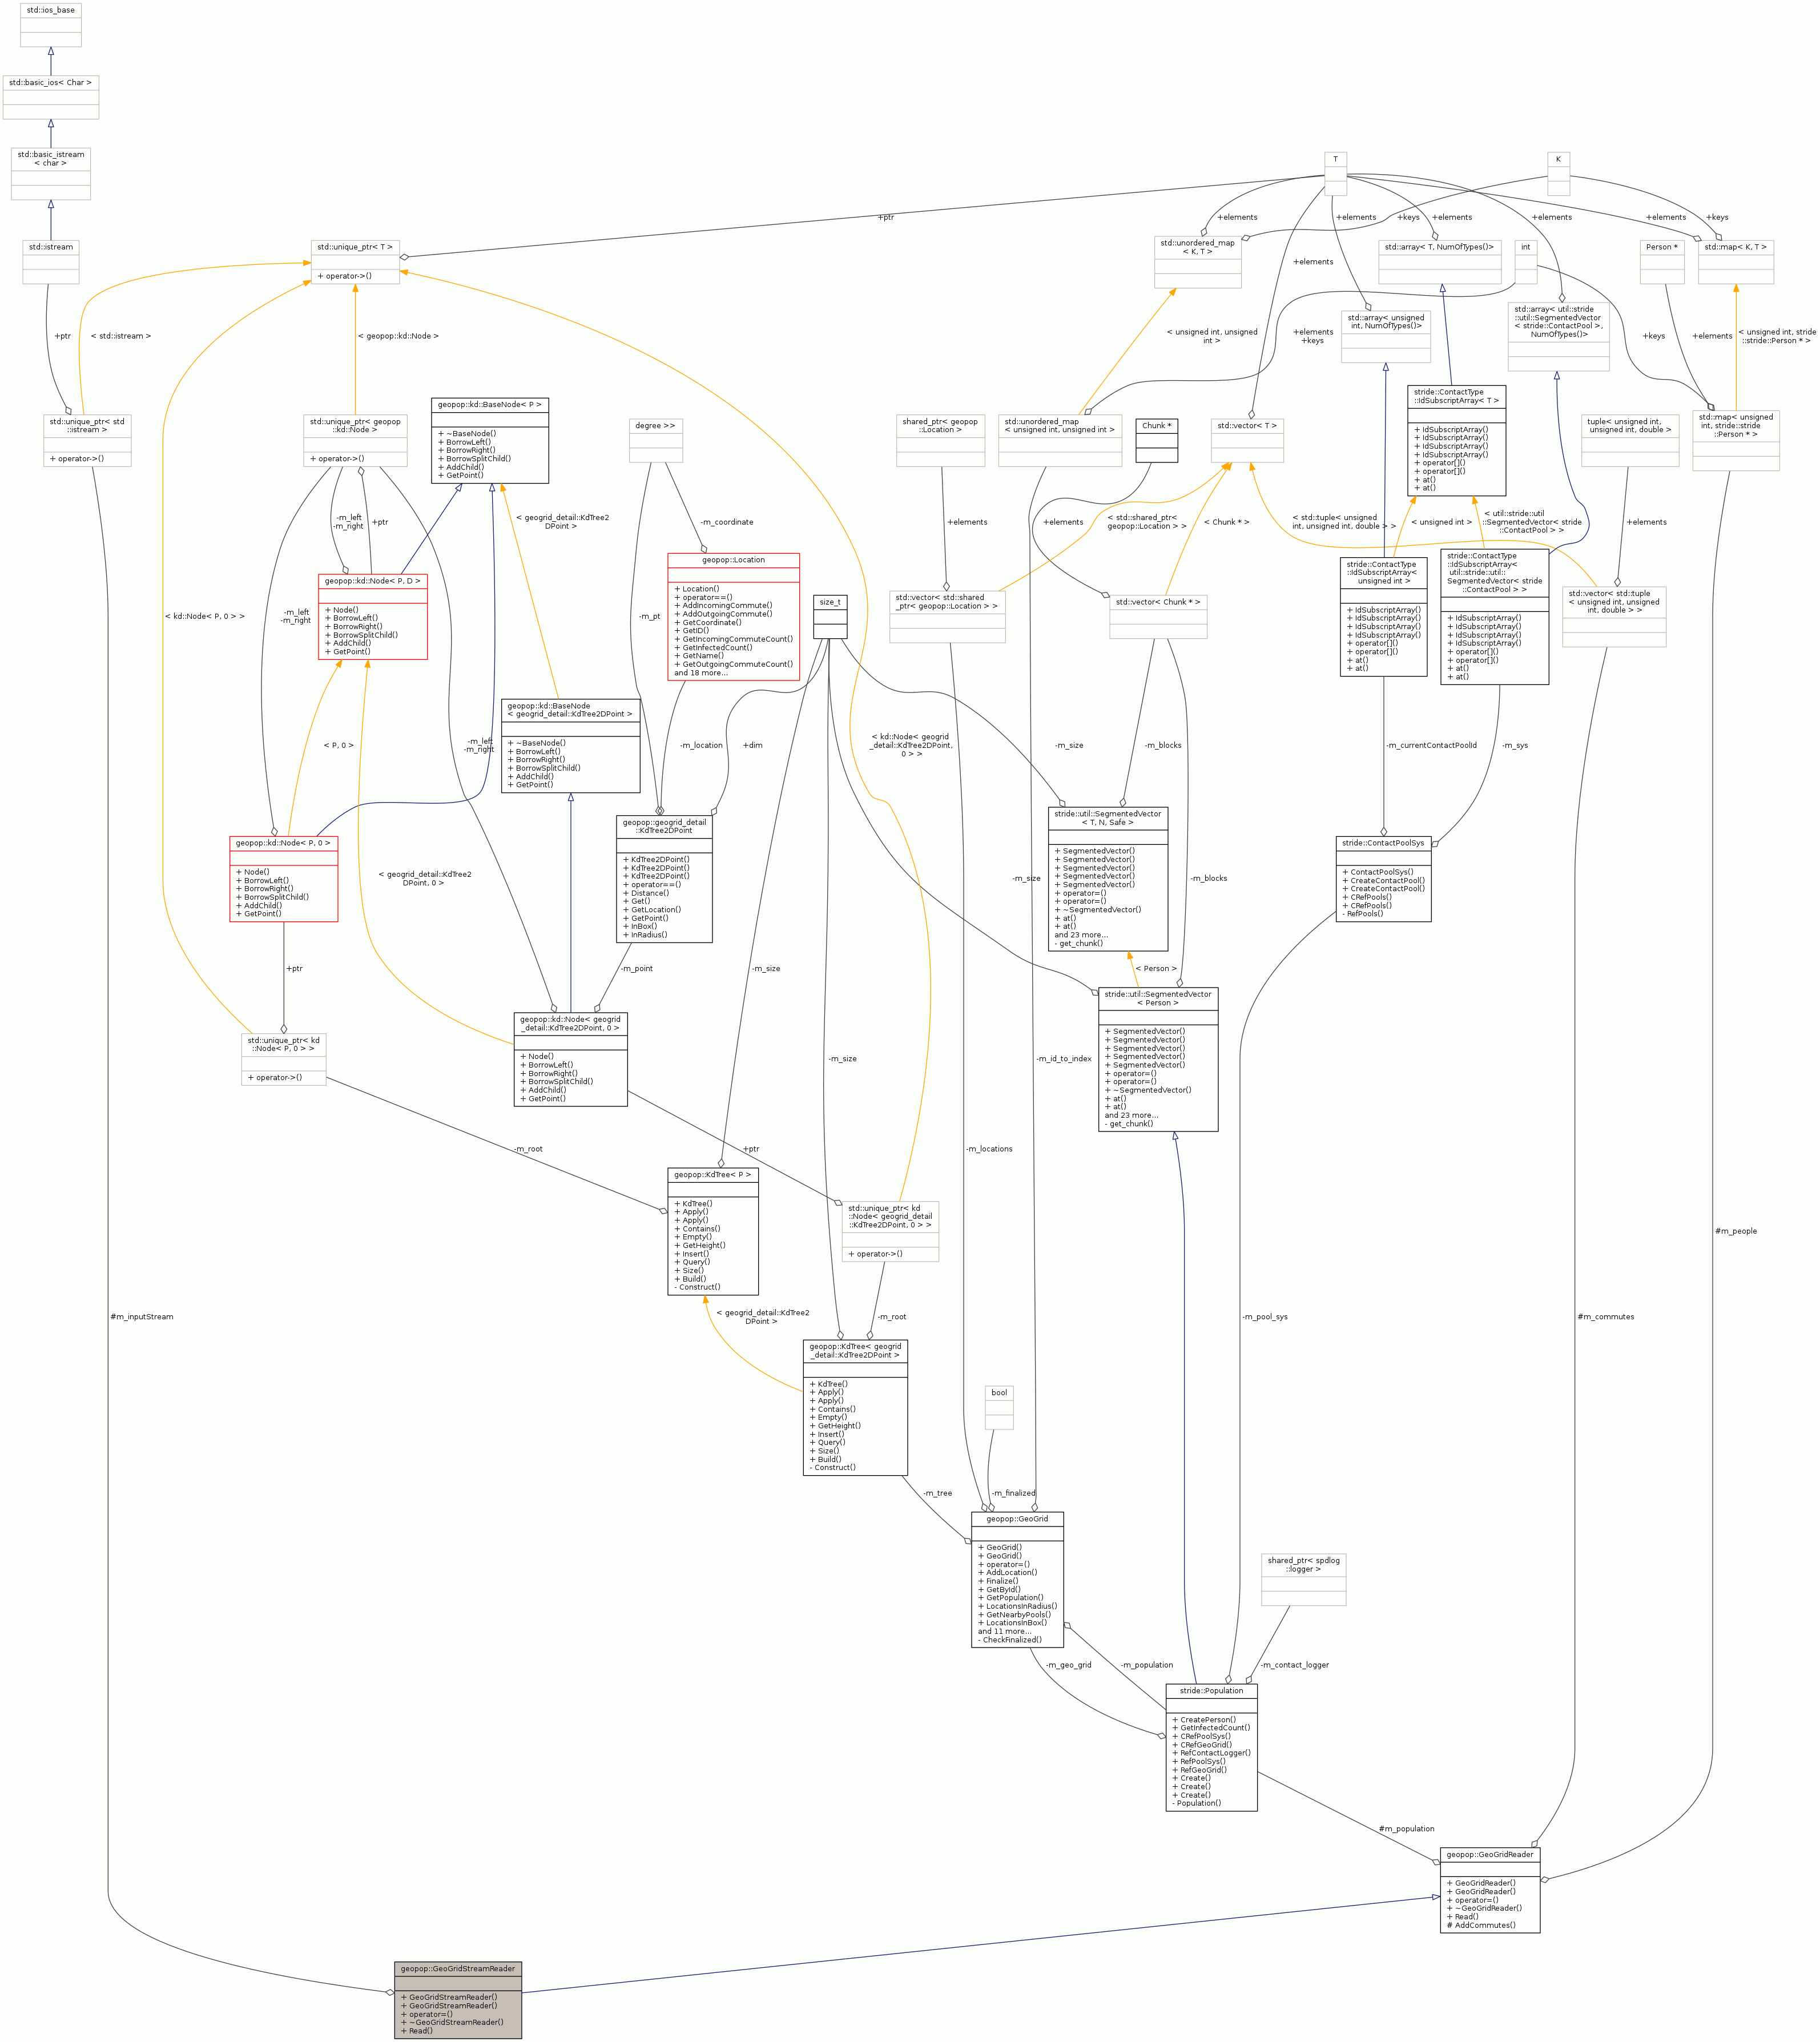 std::ios_base
std::basic_ios< Char >
std::basic_istream
< char >
T
K
+elements
+keys
+elements
+elements
+elements
+keys
+ptr
std::istream
std::unique_ptr< T >
+ operator->()
std::unordered_map
< K, T >
std::array< T, NumOfTypes()>
int
Person *
std::map< K, T >
+elements
std::array< unsigned
int, NumOfTypes()>
std::array< util::stride
::util::SegmentedVector
< stride::ContactPool >,
NumOfTypes()>
+ptr
< std::istream >
< geopop::kd::Node >
< unsigned int, unsigned
int >
+elements
+keys
+keys
+elements
< unsigned int, stride
::stride::Person * >
std::unique_ptr< std
::istream >
+ operator->()
std::unique_ptr< geopop
::kd::Node >
+ operator->()
geopop::kd::BaseNode< P >
+ ~BaseNode()
+ BorrowLeft()
+ BorrowRight()
+ BorrowSplitChild()
+ AddChild()
+ GetPoint()
degree >>
shared_ptr< geopop
::Location >
std::unordered_map
< unsigned int, unsigned int >
Chunk *
std::vector< T >
stride::ContactType
::IdSubscriptArray< T >
+ IdSubscriptArray()
+ IdSubscriptArray()
+ IdSubscriptArray()
+ IdSubscriptArray()
+ operator[]()
+ operator[]()
+ at()
+ at()
tuple< unsigned int,
unsigned int, double >
std::map< unsigned
int, stride::stride
::Person * >
-m_left
-m_right
+ptr
< geogrid_detail::KdTree2
DPoint >
-m_coordinate
+elements
+elements
< std::shared_ptr<
geopop::Location > >
< Chunk * >
< std::tuple< unsigned
int, unsigned int, double > >
< unsigned int >
< util::stride::util
::SegmentedVector< stride
::ContactPool > >
+elements
geopop::kd::Node< P, D >
+ Node()
+ BorrowLeft()
+ BorrowRight()
+ BorrowSplitChild()
+ AddChild()
+ GetPoint()
geopop::Location
+ Location()
+ operator==()
+ AddIncomingCommute()
+ AddOutgoingCommute()
+ GetCoordinate()
+ GetID()
+ GetIncomingCommuteCount()
+ GetInfectedCount()
+ GetName()
+ GetOutgoingCommuteCount()
and 18 more...
size_t
std::vector< std::shared
_ptr< geopop::Location > >
std::vector< Chunk * >
stride::ContactType
::IdSubscriptArray<
unsigned int >
+ IdSubscriptArray()
+ IdSubscriptArray()
+ IdSubscriptArray()
+ IdSubscriptArray()
+ operator[]()
+ operator[]()
+ at()
+ at()
stride::ContactType
::IdSubscriptArray<
util::stride::util::
SegmentedVector< stride
::ContactPool > >
+ IdSubscriptArray()
+ IdSubscriptArray()
+ IdSubscriptArray()
+ IdSubscriptArray()
+ operator[]()
+ operator[]()
+ at()
+ at()
std::vector< std::tuple
< unsigned int, unsigned
int, double > >
< kd::Node< P, 0 > >
-m_left
-m_right
-m_pt
< P, 0 >
-m_left
-m_right
geopop::kd::BaseNode
< geogrid_detail::KdTree2DPoint >
+ ~BaseNode()
+ BorrowLeft()
+ BorrowRight()
+ BorrowSplitChild()
+ AddChild()
+ GetPoint()
-m_location
+dim
< kd::Node< geogrid
_detail::KdTree2DPoint,
0 > >
-m_size
-m_blocks
-m_currentContactPoolId
-m_sys
geopop::kd::Node< P, 0 >
+ Node()
+ BorrowLeft()
+ BorrowRight()
+ BorrowSplitChild()
+ AddChild()
+ GetPoint()
< geogrid_detail::KdTree2
DPoint, 0 >
geopop::geogrid_detail
::KdTree2DPoint
+ KdTree2DPoint()
+ KdTree2DPoint()
+ KdTree2DPoint()
+ operator==()
+ Distance()
+ Get()
+ GetLocation()
+ GetPoint()
+ InBox()
+ InRadius()
stride::util::SegmentedVector
< T, N, Safe >
+ SegmentedVector()
+ SegmentedVector()
+ SegmentedVector()
+ SegmentedVector()
+ SegmentedVector()
+ operator=()
+ operator=()
+ ~SegmentedVector()
+ at()
+ at()
and 23 more...
- get_chunk()
-m_size
-m_blocks
stride::ContactPoolSys
+ ContactPoolSys()
+ CreateContactPool()
+ CreateContactPool()
+ CRefPools()
+ CRefPools()
- RefPools()
+ptr
-m_point
-m_size
< Person >
std::unique_ptr< kd
::Node< P, 0 > >
+ operator->()
geopop::kd::Node< geogrid
_detail::KdTree2DPoint, 0 >
+ Node()
+ BorrowLeft()
+ BorrowRight()
+ BorrowSplitChild()
+ AddChild()
+ GetPoint()
-m_size
-m_id_to_index
stride::util::SegmentedVector
< Person >
+ SegmentedVector()
+ SegmentedVector()
+ SegmentedVector()
+ SegmentedVector()
+ SegmentedVector()
+ operator=()
+ operator=()
+ ~SegmentedVector()
+ at()
+ at()
and 23 more...
- get_chunk()
-m_root
+ptr
-m_locations
geopop::KdTree< P >
+ KdTree()
+ Apply()
+ Apply()
+ Contains()
+ Empty()
+ GetHeight()
+ Insert()
+ Query()
+ Size()
+ Build()
- Construct()
std::unique_ptr< kd
::Node< geogrid_detail
::KdTree2DPoint, 0 > >
+ operator->()
#m_people
#m_inputStream
< geogrid_detail::KdTree2
DPoint >
-m_root
-m_pool_sys
#m_commutes
geopop::KdTree< geogrid
_detail::KdTree2DPoint >
+ KdTree()
+ Apply()
+ Apply()
+ Contains()
+ Empty()
+ GetHeight()
+ Insert()
+ Query()
+ Size()
+ Build()
- Construct()
bool
-m_tree
-m_finalized
geopop::GeoGrid
+ GeoGrid()
+ GeoGrid()
+ operator=()
+ AddLocation()
+ Finalize()
+ GetById()
+ GetPopulation()
+ LocationsInRadius()
+ GetNearbyPools()
+ LocationsInBox()
and 11 more...
- CheckFinalized()
shared_ptr< spdlog
::logger >
-m_geo_grid
-m_population
-m_contact_logger
stride::Population
+ CreatePerson()
+ GetInfectedCount()
+ CRefPoolSys()
+ CRefGeoGrid()
+ RefContactLogger()
+ RefPoolSys()
+ RefGeoGrid()
+ Create()
+ Create()
+ Create()
- Population()
#m_population
geopop::GeoGridReader
+ GeoGridReader()
+ GeoGridReader()
+ operator=()
+ ~GeoGridReader()
+ Read()
# AddCommutes()
geopop::GeoGridStreamReader
+ GeoGridStreamReader()
+ GeoGridStreamReader()
+ operator=()
+ ~GeoGridStreamReader()
+ Read()